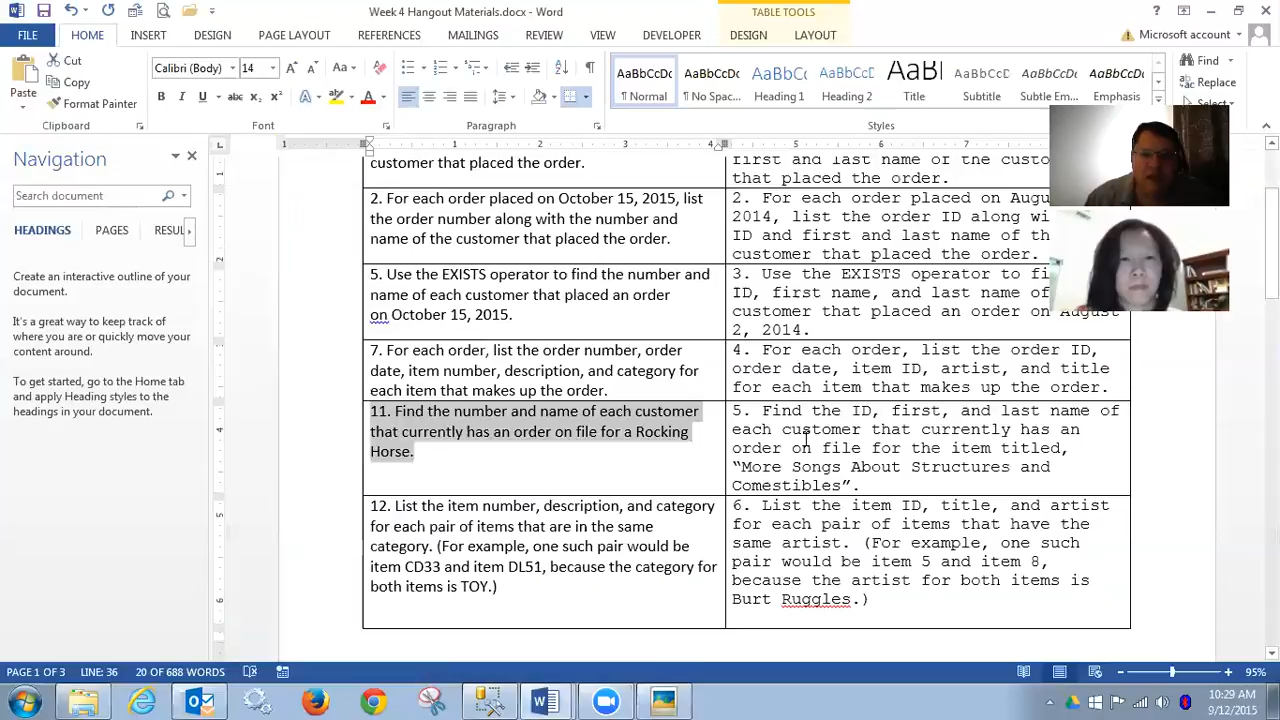 Week 4 Hangout Materials.docx - Word
TABLE TOOLS
FILE HOME INSERT DESIGN PAGE LAYOUT REFERENCES MAILINGS REVIEW VIEW DEVELOPER DESIGN LAYOUT Microsoft account
Cut
Copy
Format Painter
Paste
Calibri (Body) 14
AaBbCcDc AaBbCcDc AaBbCc AaBbCcC AaBI AaBbCcD AaBbCcDc AaBbCcDc
¶ Normal ¶ No Spac... Heading 1 Heading 2 Title Subtitle Subtle Em... Emphasis
Find
Replace
Select
Clipboard Font Paragraph Styles
Navigation
Search document
HEADINGS PAGES RESUL
Create an interactive outline of your
document.
It's a great way to keep track of
where you are or quickly move your
content around.
To get started, go to the Home tab
and apply Heading styles to the
headings in your document.
customer that placed the order.
2. For each order placed on October 15, 2015, list
the order number along with the number and
name of the customer that placed the order.
5. Use the EXISTS operator to find the number and
name of each customer that placed an order
on October 15, 2015.
7. For each order, list the order number, order
date, item number, description, and category for
each item that makes up the order.
11. Find the number and name of each customer
that currently has an order on file for a Rocking
Horse.
12. List the item number, description, and category
for each pair of items that are in the same
category. (For example, one such pair would be
item CD33 and item DL51, because the category for
both items is TOY.)
first and last name of the custo
that placed the order.
2. For each order placed on Augu
2014, list the order ID along wi
ID and first and last name of th
customer that placed the order.
3. Use the EXISTS operator to fi
ID, first name, and last name of
customer that placed an order on August
2, 2014.
4. For each order, list the order ID,
order date, item ID, artist, and title
for each item that makes up the order.
5. Find the ID, first, and last name of
each customer that currently has an
order on file for the item titled,
“More Songs About Structures and
Comestibles”.
6. List the item ID, title, and artist
for each pair of items that have the
same artist. (For example, one such
pair would be item 5 and item 8,
because the artist for both items is
Burt Ruggles.)
PAGE 1 OF 3 LINE: 36 20 OF 688 WORDS 95%
10:29 AM
9/12/2015